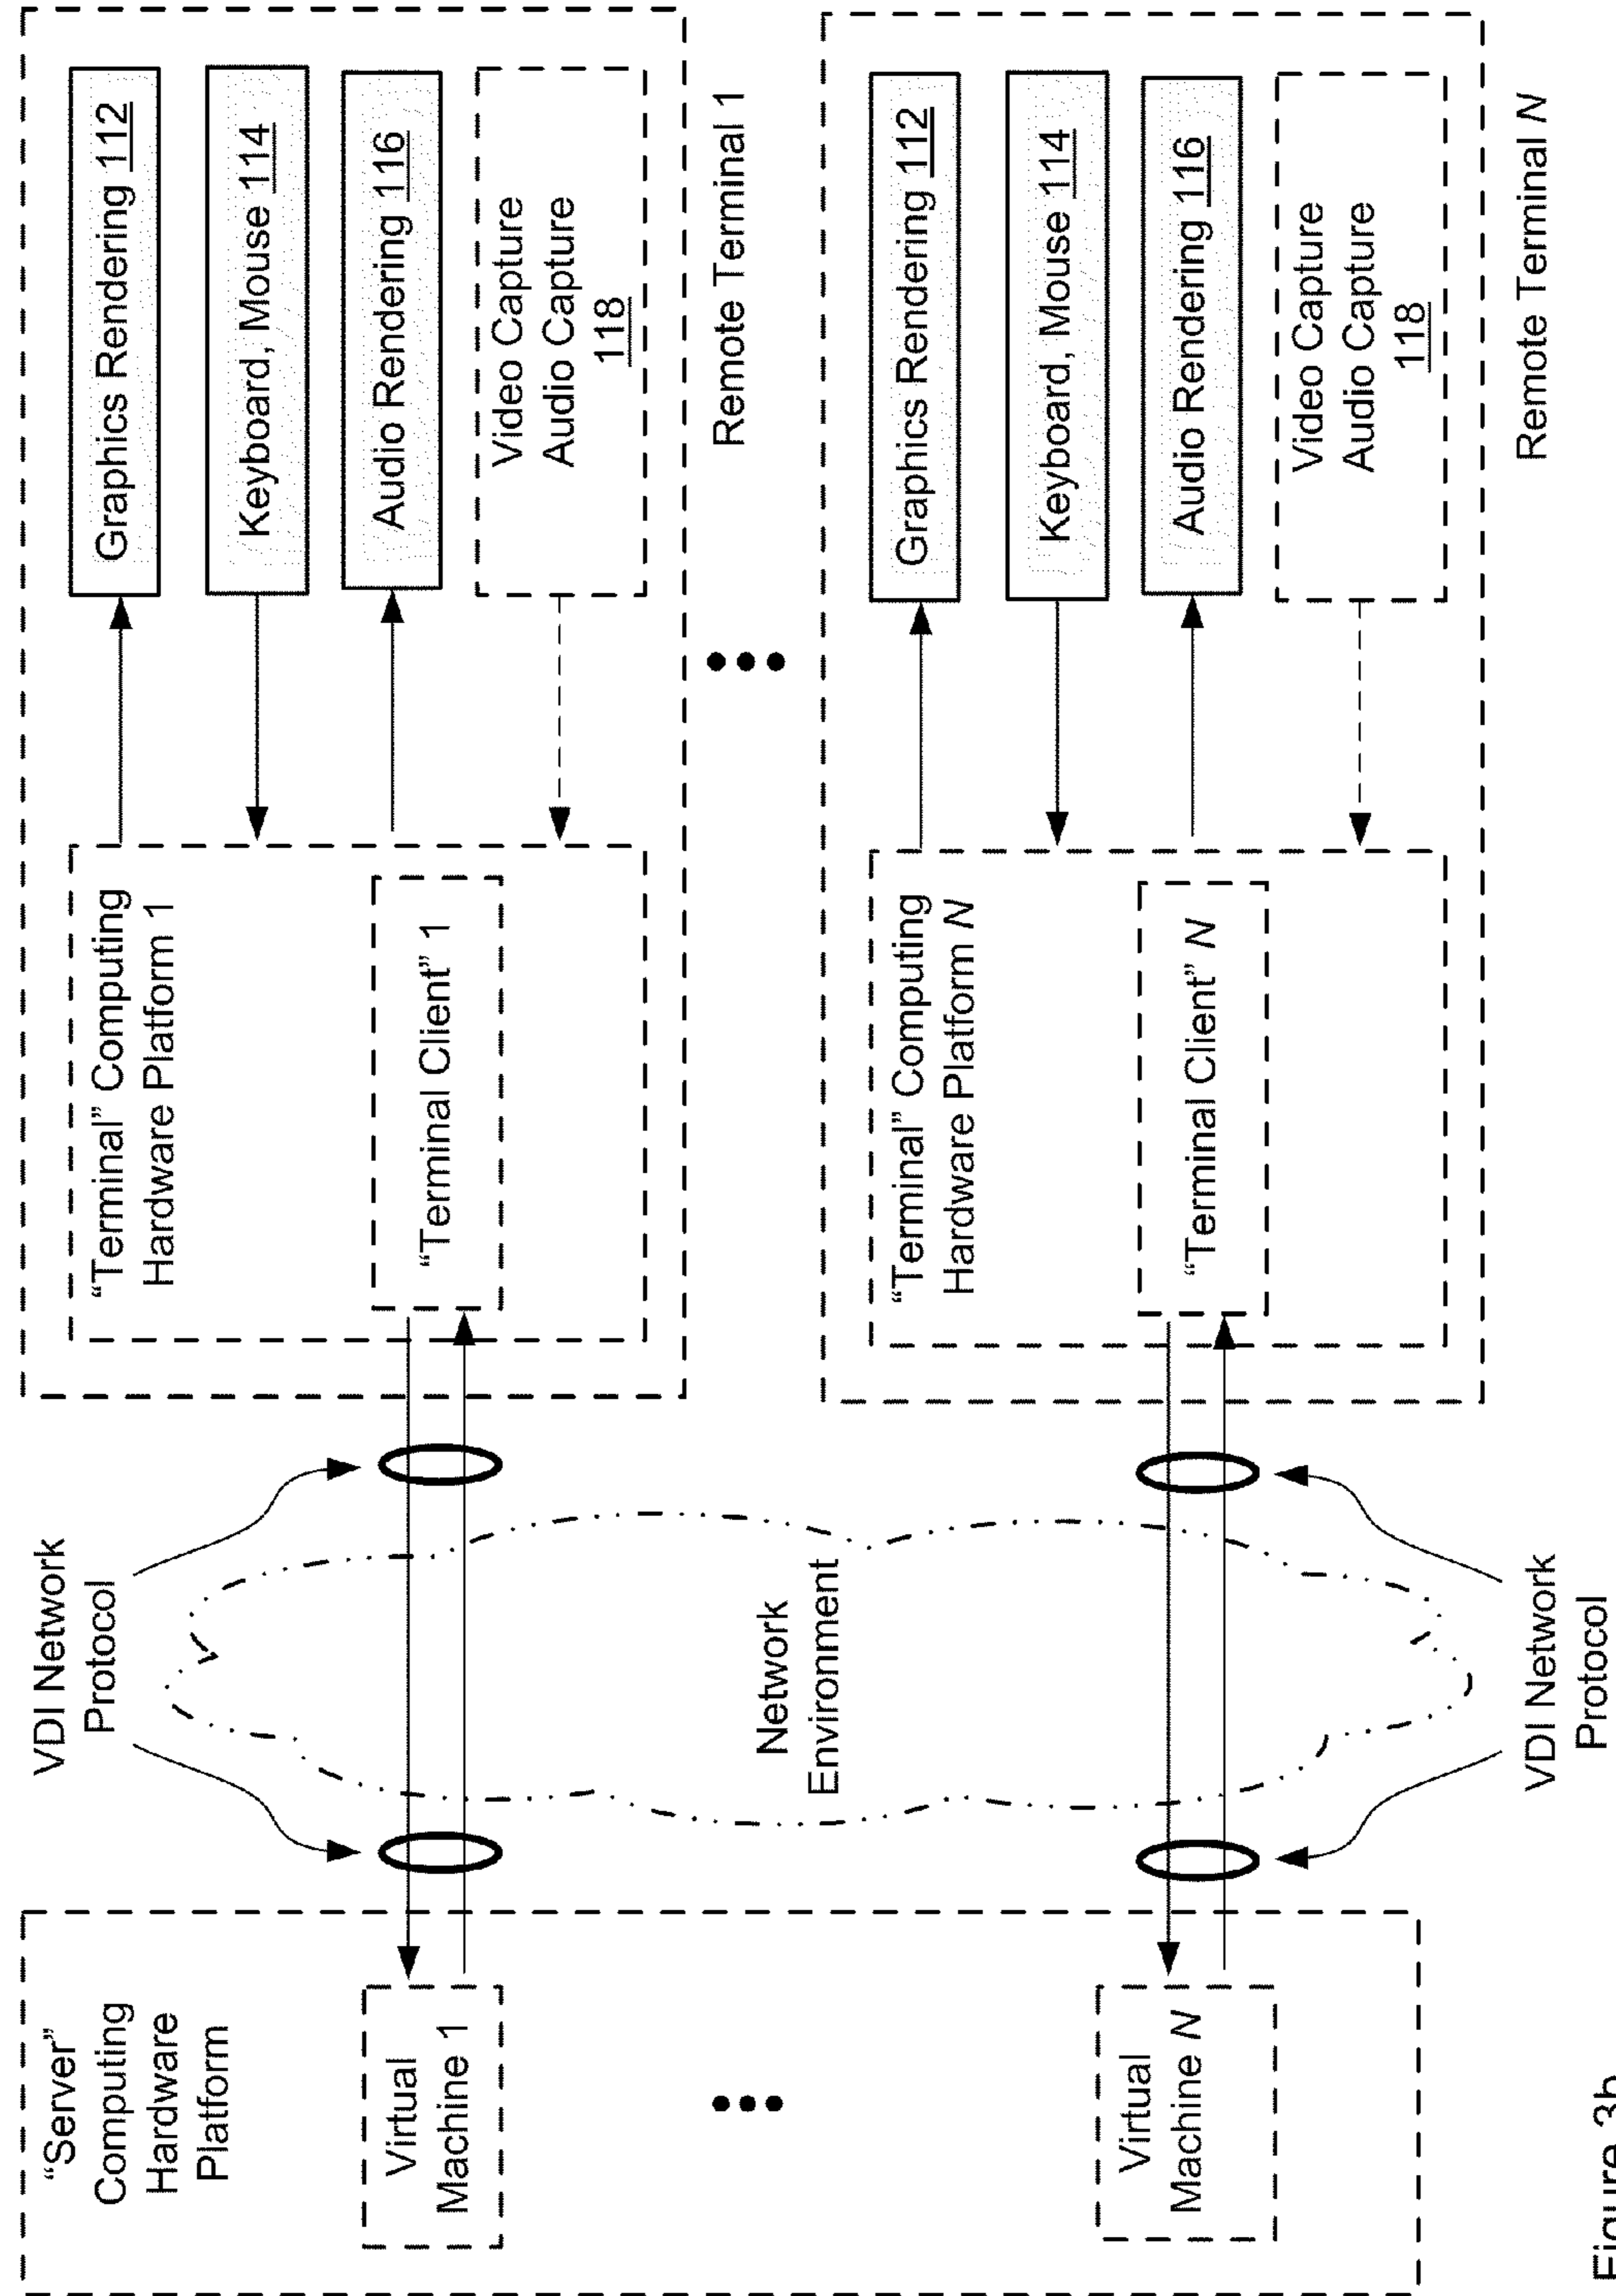 “Server”
Computing
Hardware
Platform
Virtual
Machine 1
Virtual
Machine N
VDI Network
Protocol
Network
Environment
VDI Network
Protocol
“Terminal” Computing
Hardware Platform 1
“Terminal Client” 1
Graphics Rendering 112
Keyboard, Mouse 114
Audio Rendering 116
Video Capture
Audio Capture
118
Remote Terminal 1
“Terminal” Computing
Hardware Platform N
“Terminal Client” N
Graphics Rendering 112
Keyboard, Mouse 114
Audio Rendering 116
Video Capture
Audio Capture
118
Remote Terminal N
Figure 3b